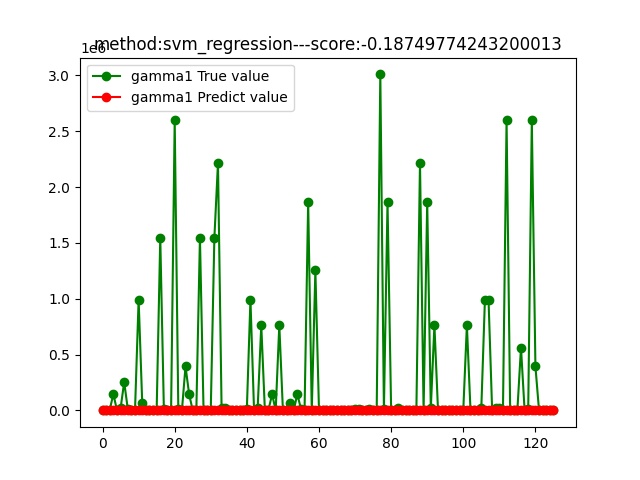 method:svm_regression---score:-0.18749774243200013
1e6
gamma1 True value
gamma1 Predict value
3.0
2.5
2.0
1.5
1.0
0.5
0.0
0 20 40 60 80 100 120